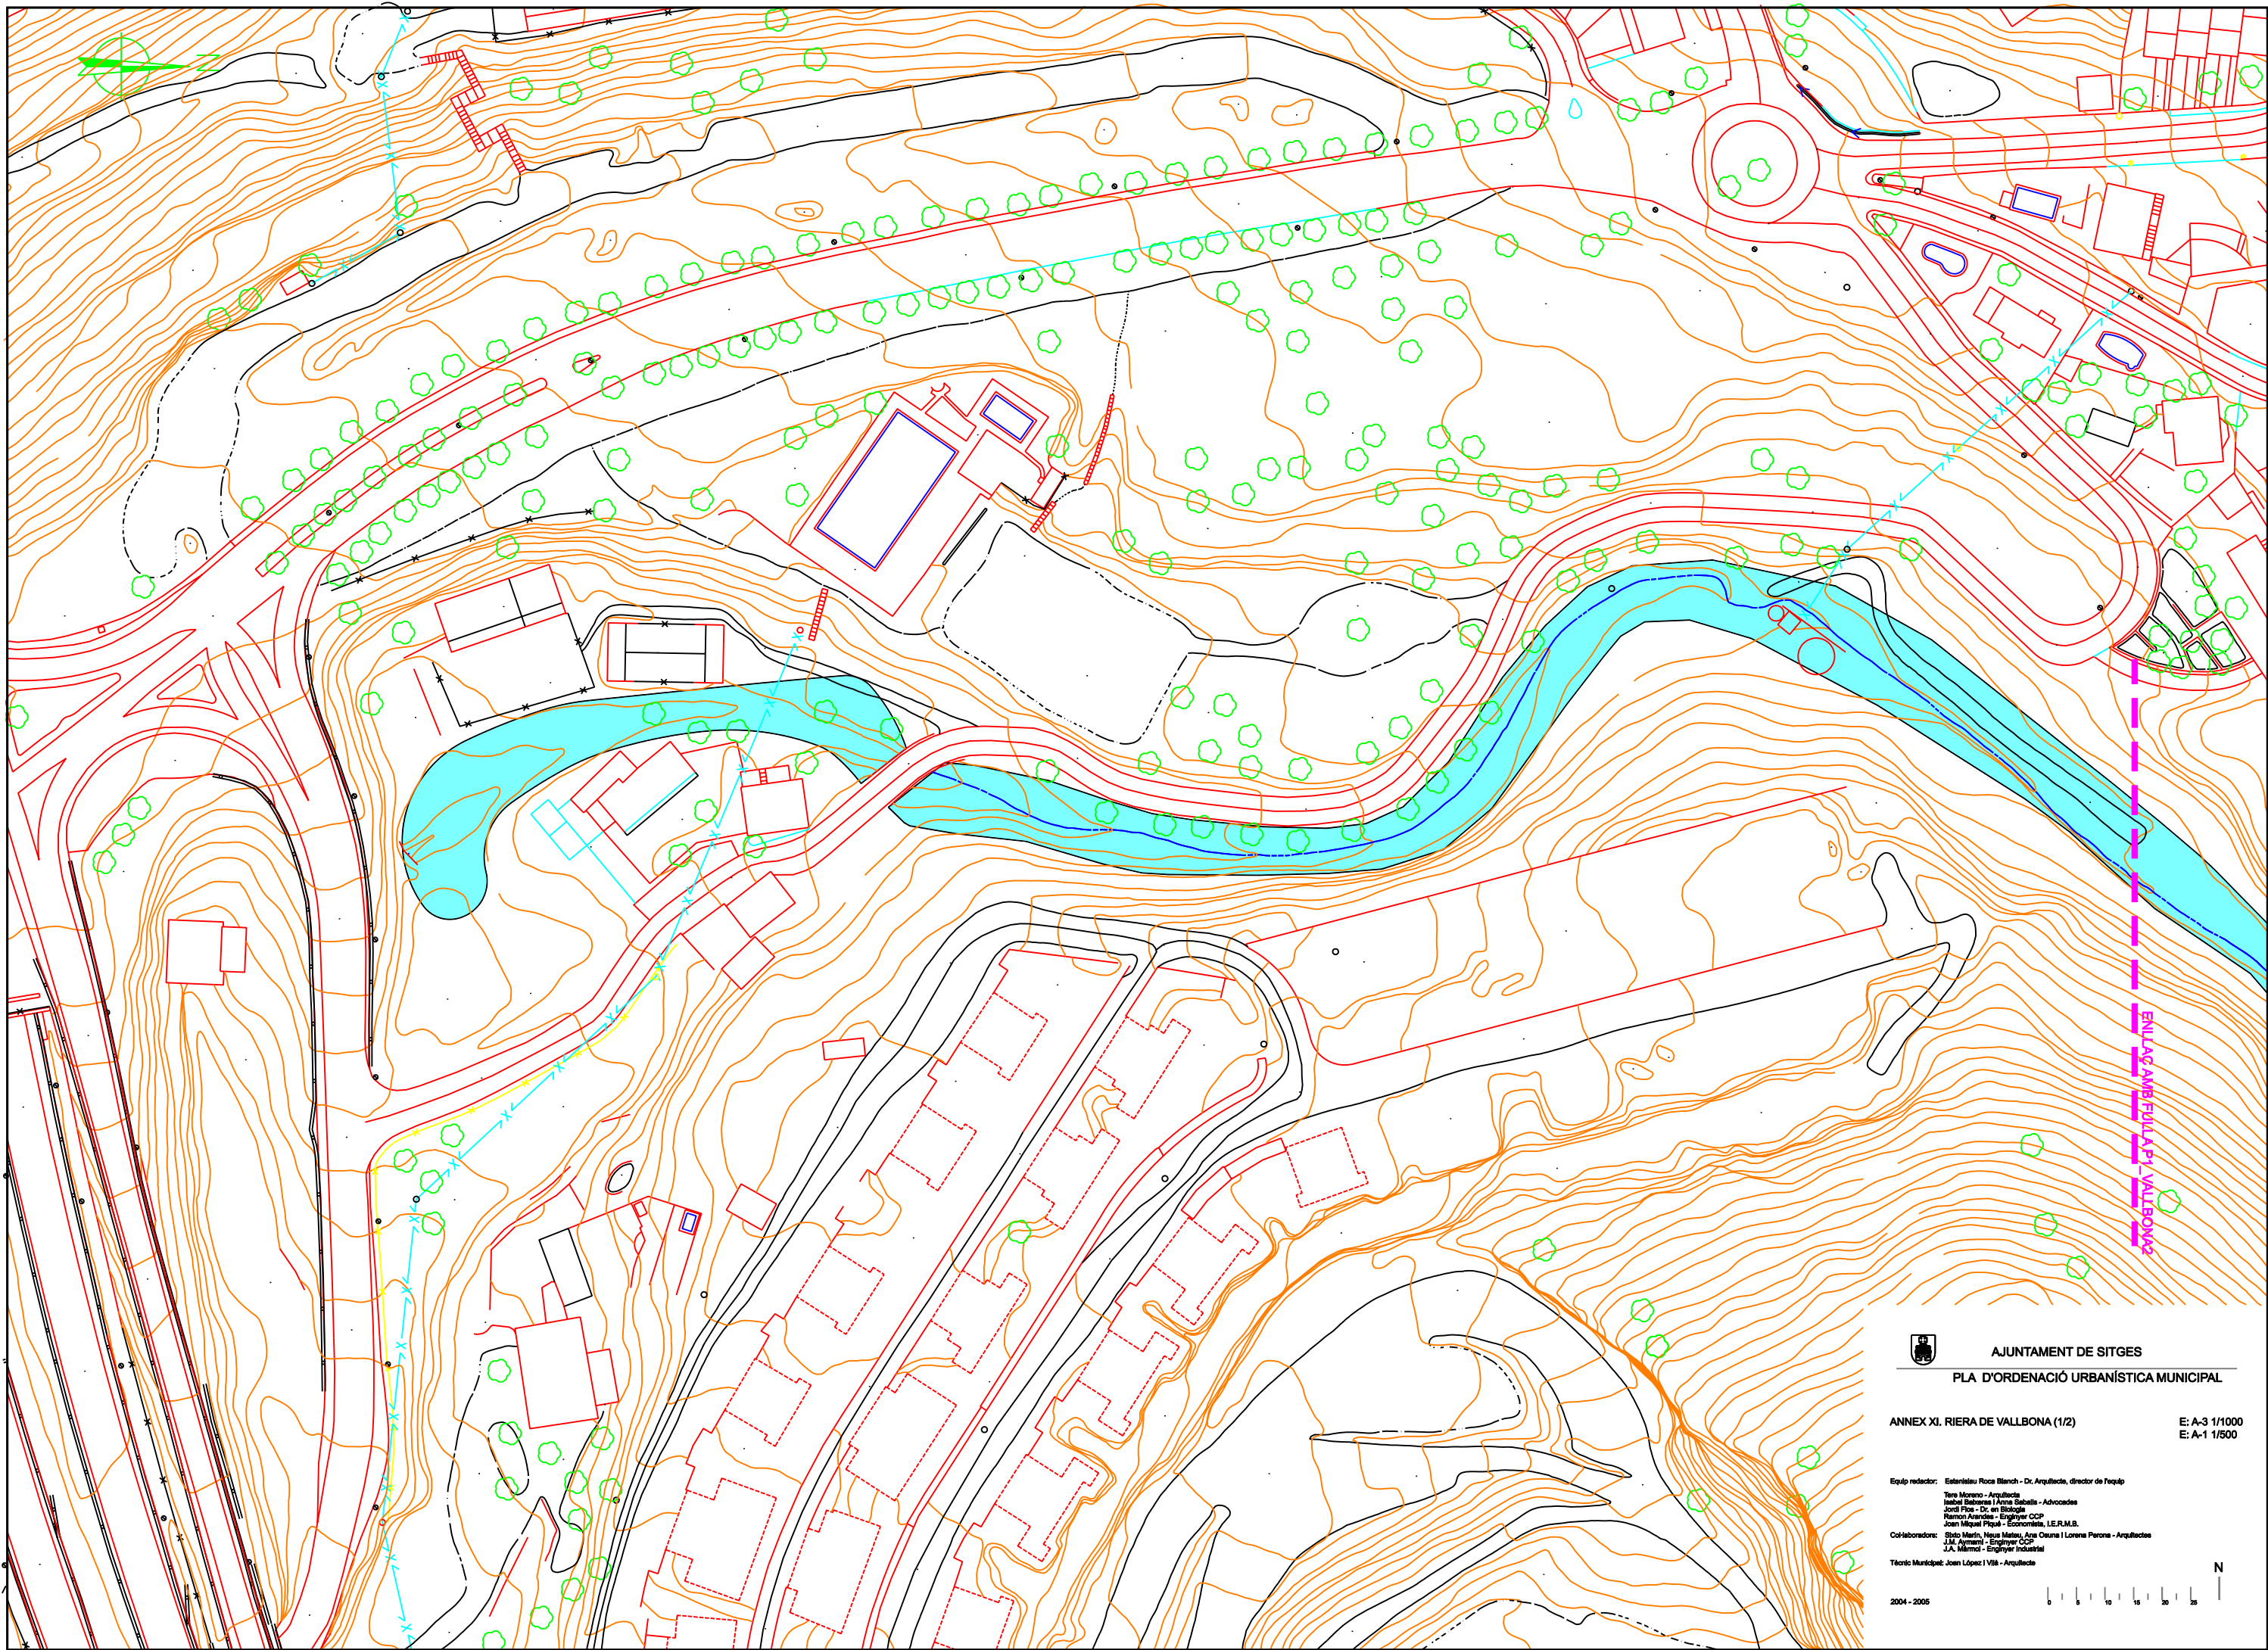 ENLLAÇ AMB FULLA P1_VALLBONA2
AJUNTAMENT DE SITGES
PLA D'ORDENACIÓ URBANÍSTICA MUNICIPAL
ANNEX XI. RIERA DE VALLBONA (1/2)
E: A-3 1/1000
E: A-1 1/500
Equip redactor: Estanislau Roca Blanch - Dr. Arquitecte, director de l'equip
Tere Moreno - Arquitecta
Isabel Baixeras i Anna Saballs - Advocades
Jordi Flos - Dr. en Biologia
Ramon Arandes - Enginyer CCP
Joan Miquel Piqué - Economista, I.E.R.M.B.
Col·laboradors: Sixto Marín, Neus Mateu, Ana Osuna i Lorena Perona - Arquitectes
J.M. Aymamí - Enginyer CCP
J.A. Mármol - Enginyer Industrial
Tècnic Municipal: Joan López i Vilà - Arquitecte
N
2004 - 2005
0 5 10 15 20 25